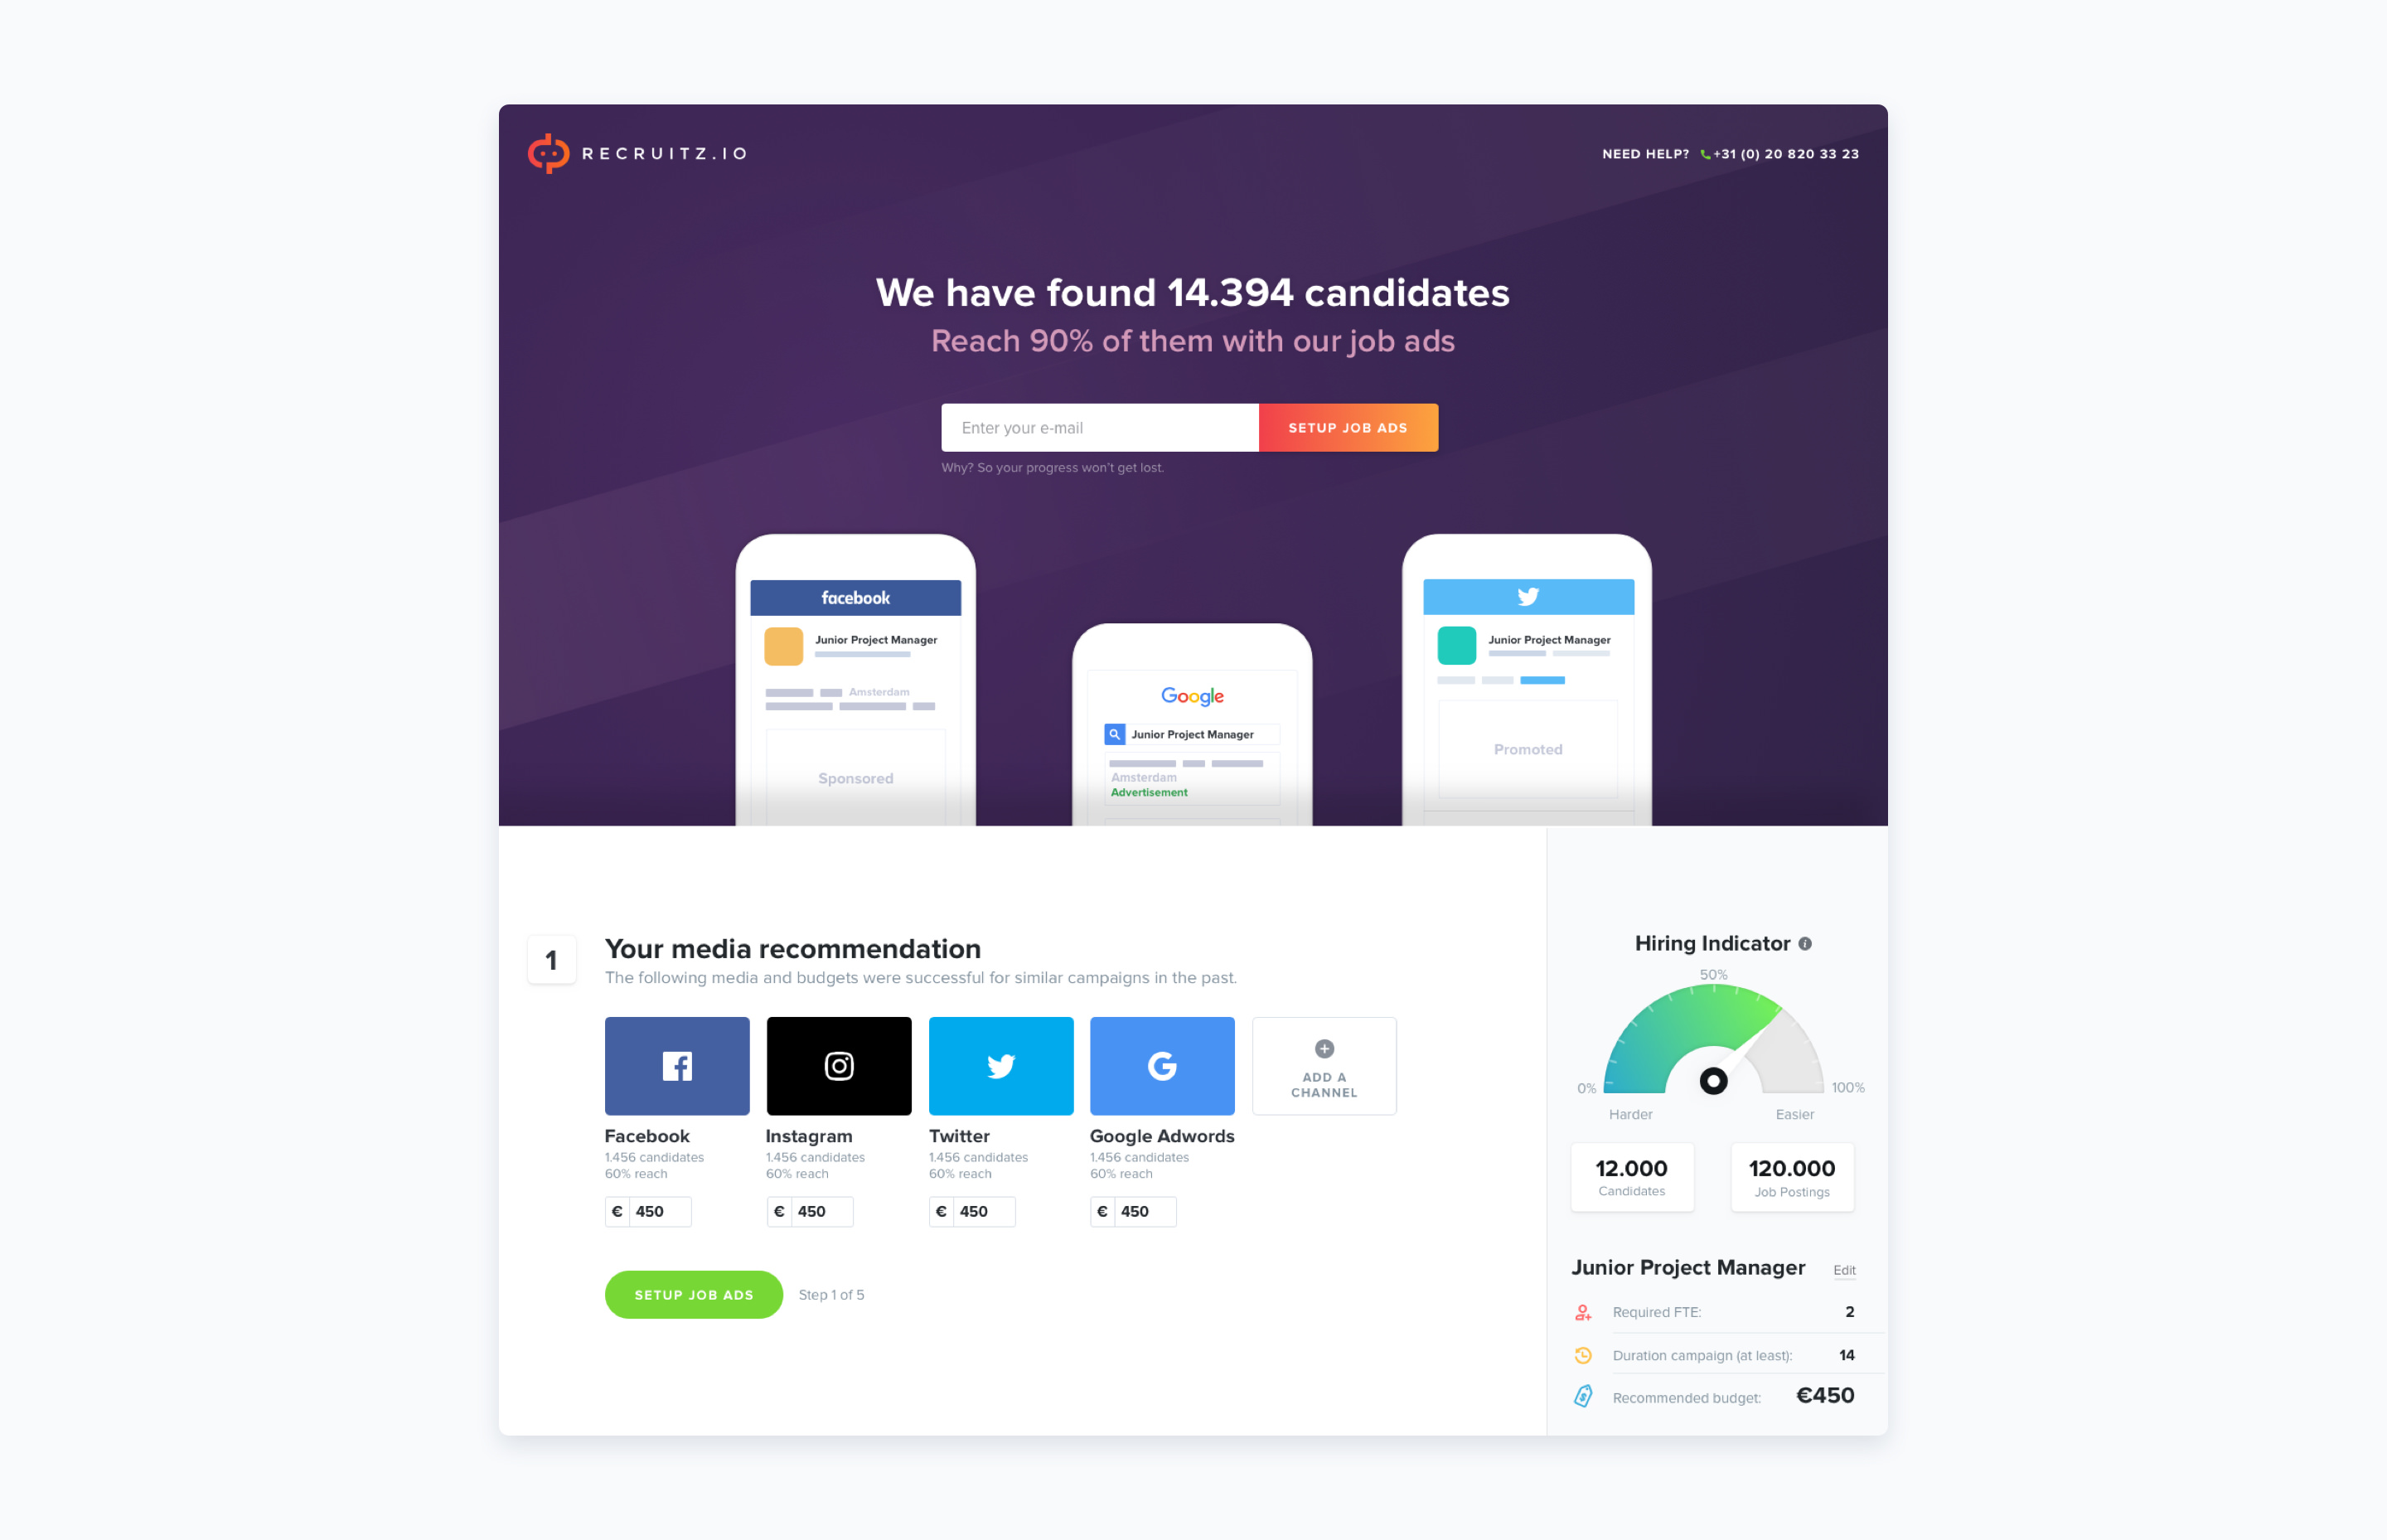 RECRUITZ.IO
NEED HELP? +31 (0) 20 820 33 23
We have found 14.394 candidates
Reach 90% of them with our job ads
Enter your e-mail
SETUP JOB ADS
Why? So your progress won't get lost.
facebook
Junior Project Manager
Amsterdam
Sponsored
Google
Junior Project Manager
Amsterdam
Advertisement
Junior Project Manager
Promoted
1
Your media recommendation
The following media and budgets were successful for similar campaigns in the past.
ADD A
CHANNEL
Facebook
1.456 candidates
60% reach
€ 450
Instagram
1.456 candidates
60% reach
€ 450
Twitter
1.456 candidates
60% reach
€ 450
Google Adwords
1.456 candidates
60% reach
€ 450
SETUP JOB ADS
Step 1 of 5
Hiring Indicator
50%
0%
100%
Harder
Easier
12.000
Candidates
120.000
Job Postings
Junior Project Manager
Edit
Required FTE: 2
Duration campaign (at least): 14
Recommended budget: €450